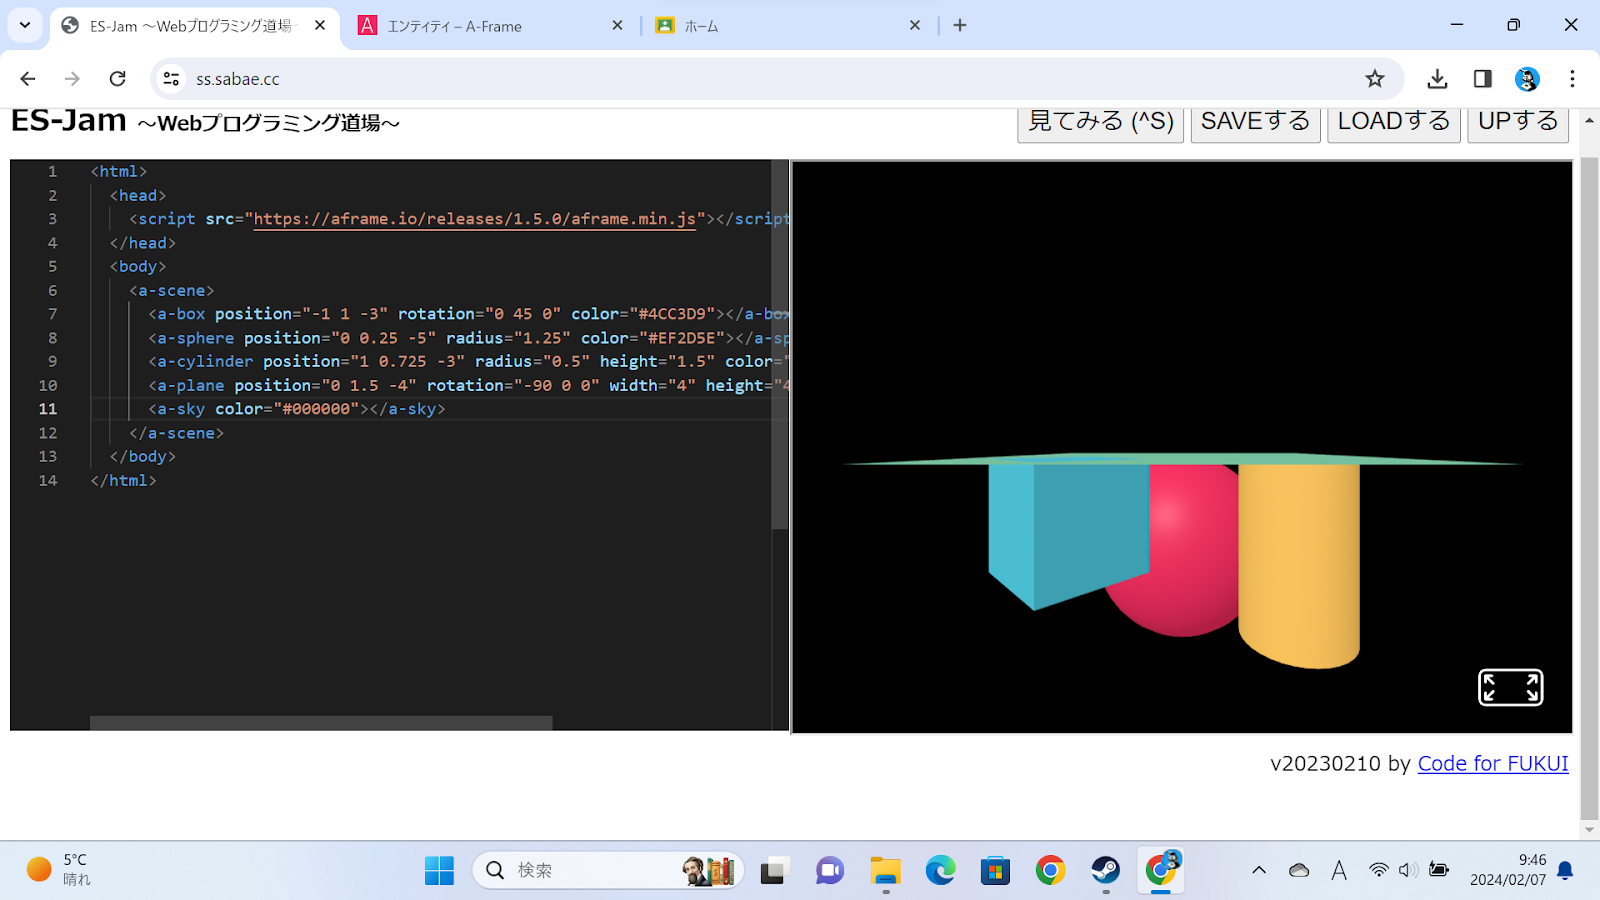 ES-Jam ～Webプログラミング道場～
エンティティ – A-Frame
ホーム
ss.sabae.cc
ES-Jam ～Webプログラミング道場～
見てみる (^S)
SAVEする
LOADする
UPする
1 <html>
2 <head>
3 <script src="https://aframe.io/releases/1.5.0/aframe.min.js"></script
4 </head>
5 <body>
6 <a-scene>
7 <a-box position="-1 1 -3" rotation="0 45 0" color="#4CC3D9"></a-box
8 <a-sphere position="0 0.25 -5" radius="1.25" color="#EF2D5E"></a-sp
9 <a-cylinder position="1 0.725 -3" radius="0.5" height="1.5" color="
10 <a-plane position="0 1.5 -4" rotation="-90 0 0" width="4" height="4
11 <a-sky color="#000000"></a-sky>
12 </a-scene>
13 </body>
14 </html>
v20230210 by Code for FUKUI
5°C
晴れ
検索
A
9:46
2024/02/07